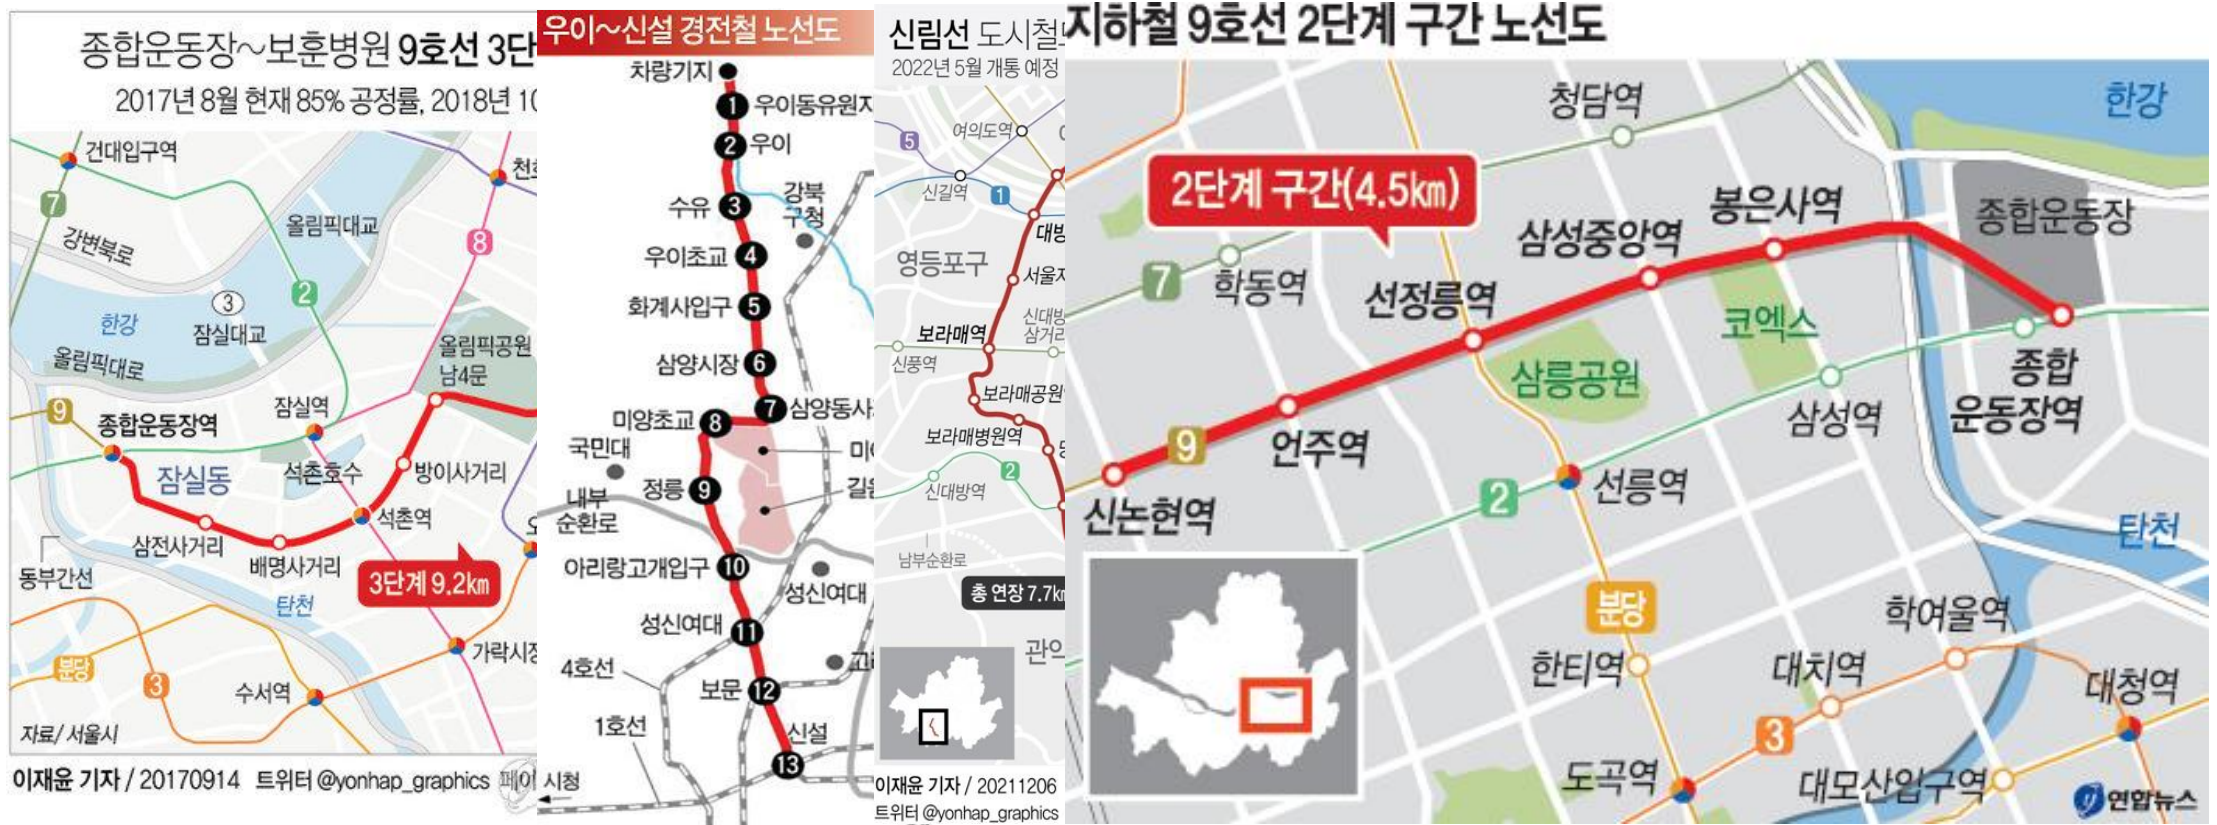 종합운동장~보훈병원 9호선 3단
2017년 8월 현재 85% 공정률, 2018년 10
건대입구역
천호
7
강변북로
올림픽대교
8
2
3
잠실대교
한강
올림픽대로
올림픽공원
남4문
9
종합운동장역
잠실역
잠실동
석촌호수
방이사거리
석촌역
삼전사거리
배명사거리
동부간선
3단계 9.2km
탄천
분당
3
수서역
가락시장
자료/ 서울시
이재윤 기자 / 20170914 트위터 @yonhap_graphics 페이
우이~신설 경전철 노선도
차량기지
1 우이동유원지
2 우이
강북
구청
수유 3
우이초교 4
화계사입구 5
삼양시장 6
7 삼양동사
미양초교 8
국민대
미아
정릉 9
길음
내부
순환로
아리랑고개입구 10
성신여대
성신여대 11
4호선
고려
보문 12
1호선
신설
13
시청
신림선 도시철도
2022년 5월 개통 예정
5
여의도역
신길역
1
대방
영등포구
서울지
신대방
삼거리
보라매역
신풍역
보라매공원
보라매병원역
2
신대방역
남부순환로
총 연장 7.7km
관악
이재윤 기자 / 20211206
트위터 @yonhap_graphics
지하철 9호선 2단계 구간 노선도
청담역
한강
2단계 구간(4.5km)
봉은사역
삼성중앙역
종합운동장
7
학동역
선정릉역
코엑스
삼릉공원
종합
운동장역
삼성역
9
언주역
신논현역
2
선릉역
탄천
분당
학여울역
한티역
대치역
대청역
3
도곡역
대모산입구역
연합뉴스